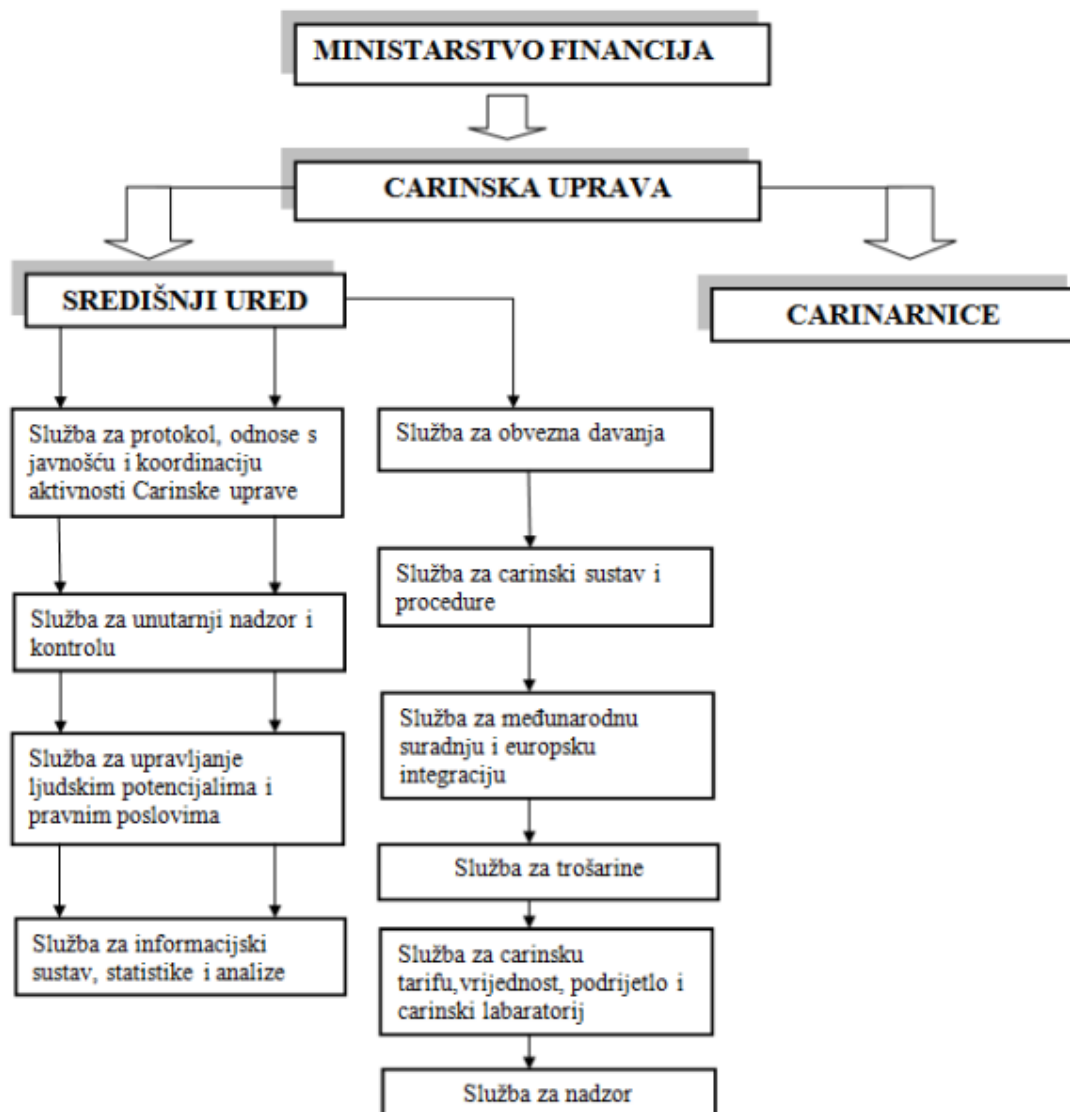 MINISTARSTVO FINANCIJA
CARINSKA UPRAVA
SREDIŠNJI URED
CARINARNICE
Služba za protokol, odnose s
javnošću i koordinaciju
aktivnosti Carinske uprave
Služba za unutarnji nadzor i
kontrolu
Služba za upravljanje
ljudskim potencijalima i
pravnim poslovima
Služba za informacijski
sustav, statistike i analize
Služba za obvezna davanja
Služba za carinski sustav i
procedure
Služba za međunarodnu
suradnju i europsku
integraciju
Služba za trošarine
Služba za carinsku
tarifu,vrijednost, podrijetlo i
carinski labaratorij
Služba za nadzor